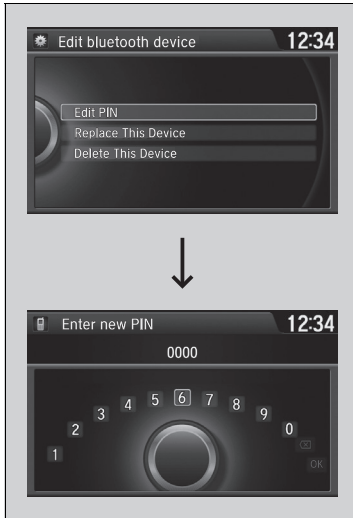 Edit bluetooth device 12:34
Edit PIN
Replace This Device
Delete This Device
Enter new PIN 12:34
0000
1 2 3 4 5 6 7 8 9 0
OK